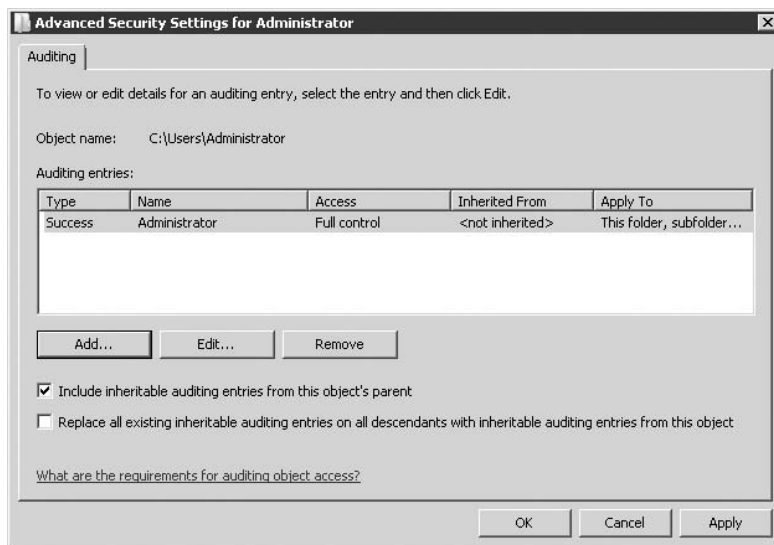 Advanced Security Settings for Administrator
Auditing
To view or edit details for an auditing entry, select the entry and then click Edit.
Object name: C:\Users\Administrator
Auditing entries:
Type Name Access Inherited From Apply To
Success Administrator Full control <not inherited> This folder, subfolder...
Add... Edit... Remove
Include inheritable auditing entries from this object's parent
Replace all existing inheritable auditing entries on all descendants with inheritable auditing entries from this object
What are the requirements for auditing object access?
OK Cancel Apply